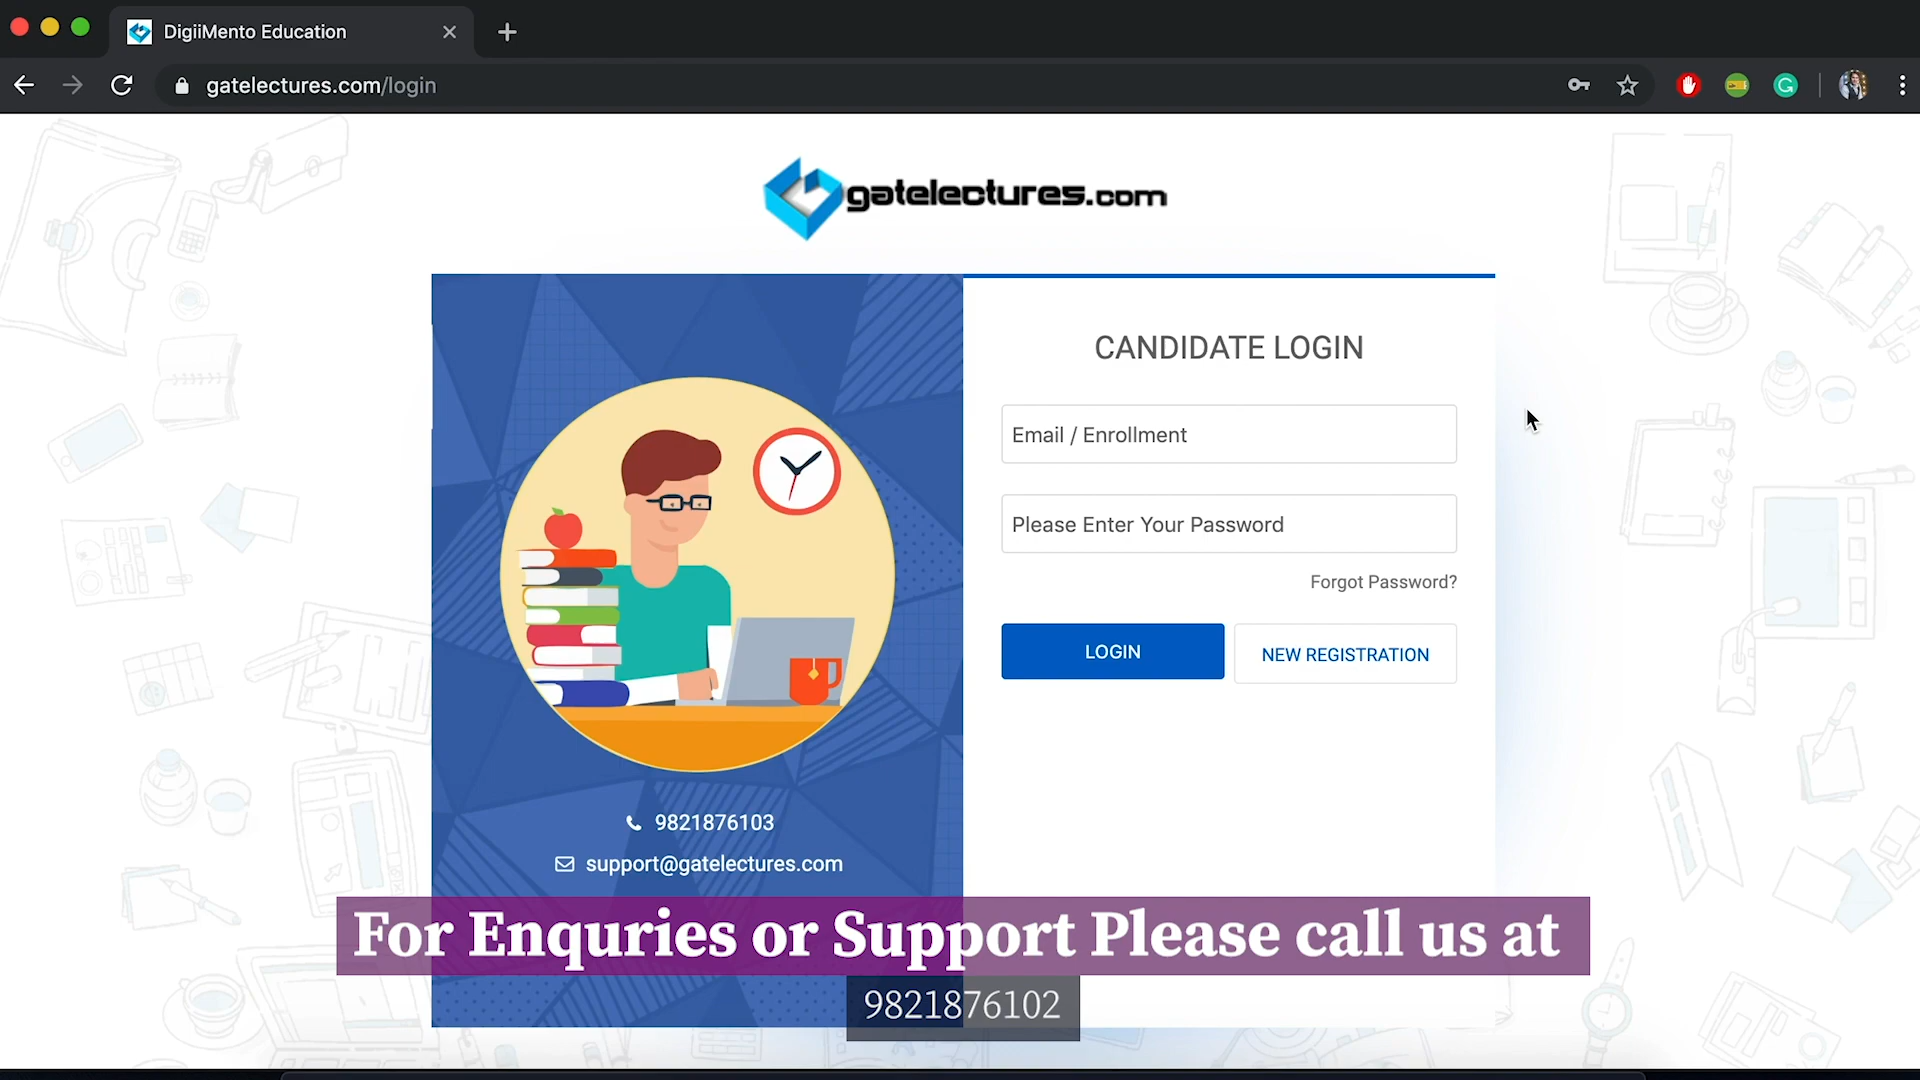 DigiiMento Education
gatelectures.com/login
gatelectures.com
CANDIDATE LOGIN
Email / Enrollment
Please Enter Your Password
Forgot Password?
LOGIN
NEW REGISTRATION
9821876103
support@gatelectures.com
For Enquries or Support Please call us at
9821876102